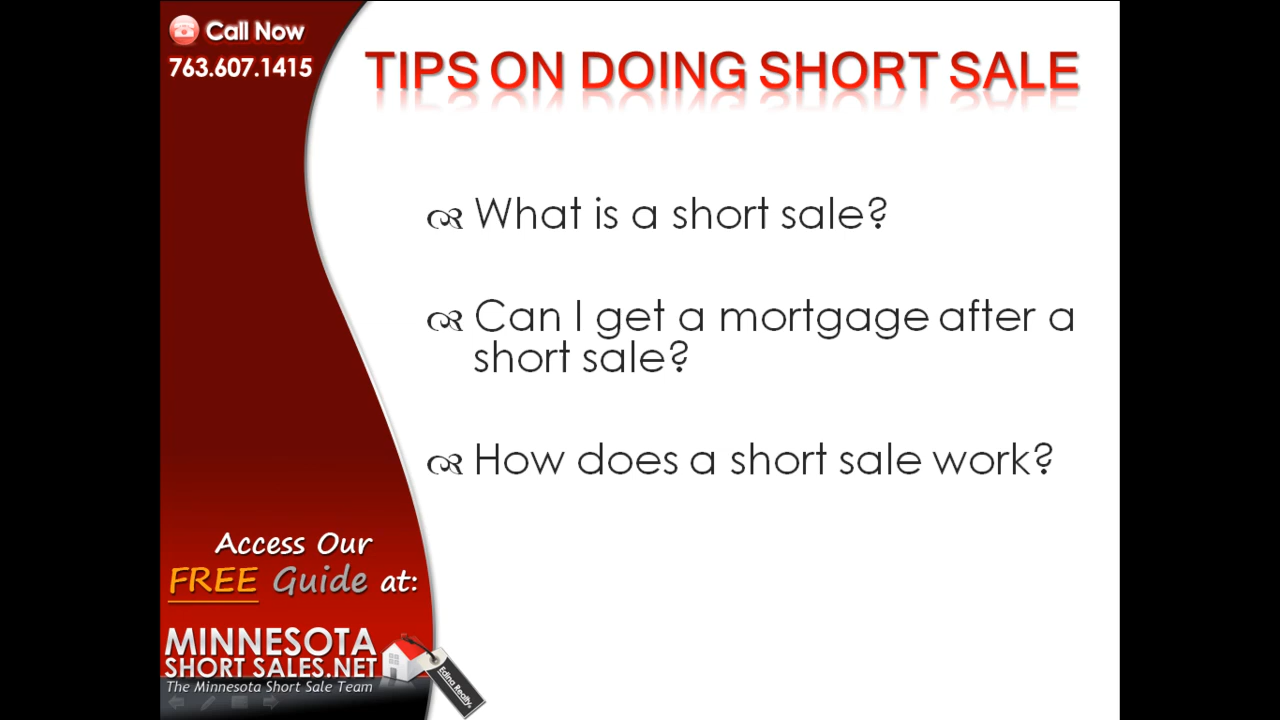 Call Now
763.607.1415
TIPS ON DOING SHORT SALE
What is a short sale?
Can I get a mortgage after a
short sale?
How does a short sale work?
Access Our
FREE Guide at:
MINNESOTA
SHORT SALES.NET
The Minnesota Short Sale Team
Edina Realty